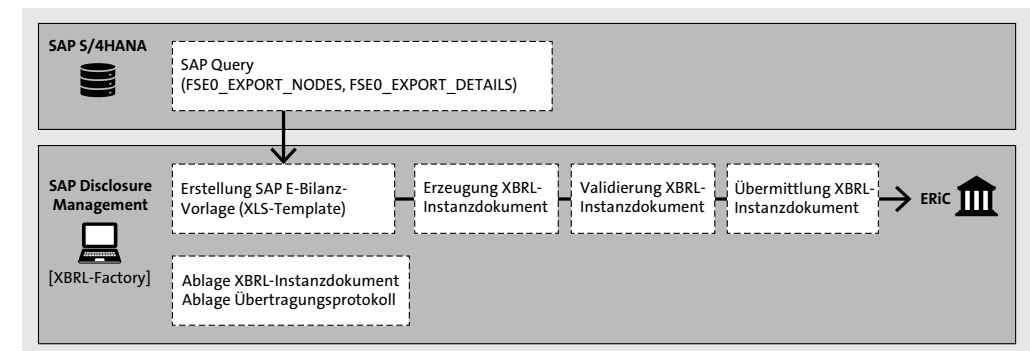 SAP S/4HANA
SAP Query
(FSE0_EXPORT_NODES, FSE0_EXPORT_DETAILS)
SAP Disclosure
Management
[XBRL-Factory]
Erstellung SAP E-Bilanz-
Vorlage (XLS-Template)
Erzeugung XBRL-
Instanzdokument
Validierung XBRL-
Instanzdokument
Übermittlung XBRL-
Instanzdokument
ERiC
Ablage XBRL-Instanzdokument
Ablage Übertragungsprotokoll